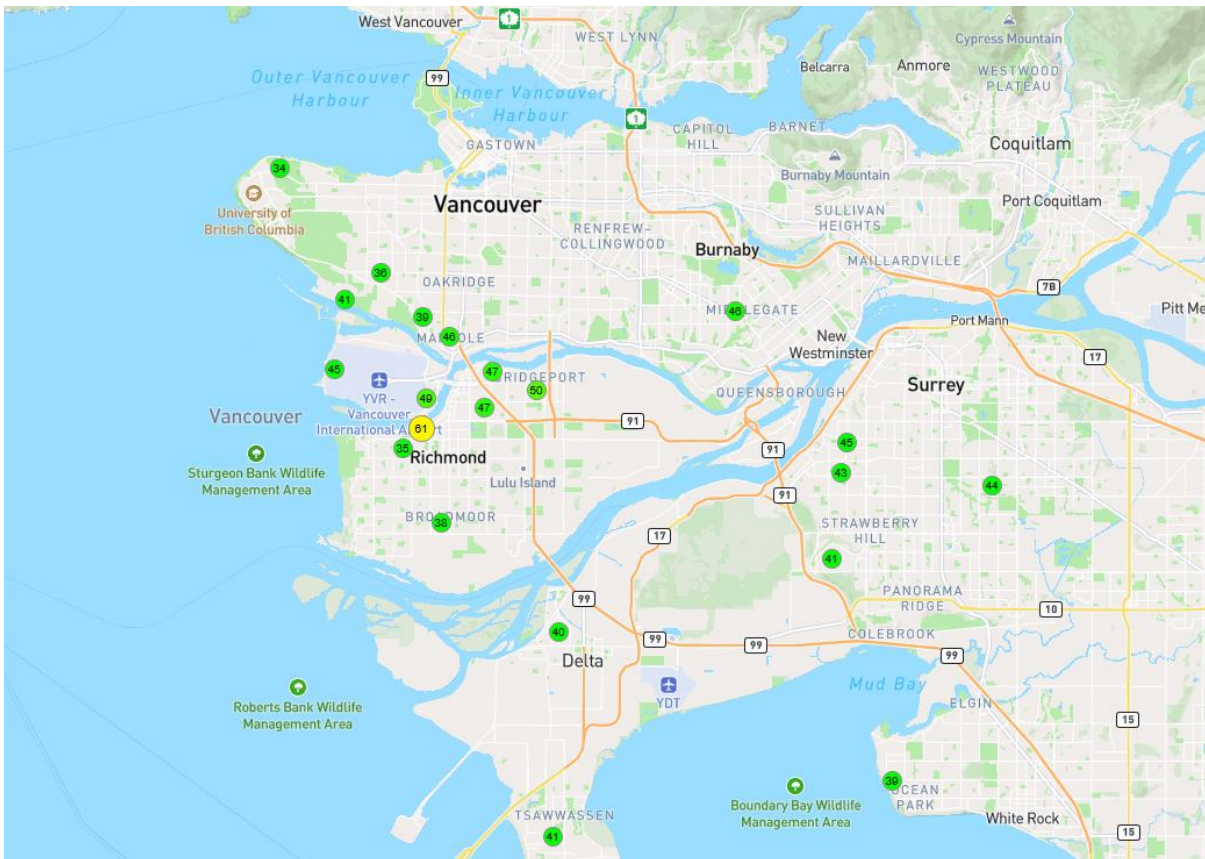 West Vancouver
1
WEST LYNN
Cypress Mountain
Belcarra
Anmore
WESTWOOD
PLATEAU
Outer Vancouver
Harbour
99
Inner Vancouver
Harbour
1
CAPITOL
HILL
BARNET
GASTOWN
Coquitlam
Burnaby Mountain
34
University of
British Columbia
Vancouver
Port Coquitlam
SULLIVAN
HEIGHTS
RENFREW-
COLLINGWOOD
Burnaby
MAILLARDVILLE
36
OAKRIDGE
7B
41
39
46
46
Port Mann
New
Westminster
17
45
47
RIDGEPORT
50
YVR -
Vancouver
International
49
47
QUEENSBOROUGH
Surrey
Vancouver
61
91
35
Richmond
91
45
Sturgeon Bank Wildlife
Management Area
Lulu Island
43
44
91
38
STRAWBERRY
HILL
17
41
99
PANORAMA
RIDGE
10
40
Delta
99
99
COLEBROOK
99
Mud Bay
YDT
Roberts Bank Wildlife
Management Area
ELGIN
15
39
OCEAN
PARK
Boundary Bay Wildlife
Management Area
TSAWWASSEN
White Rock
41
15